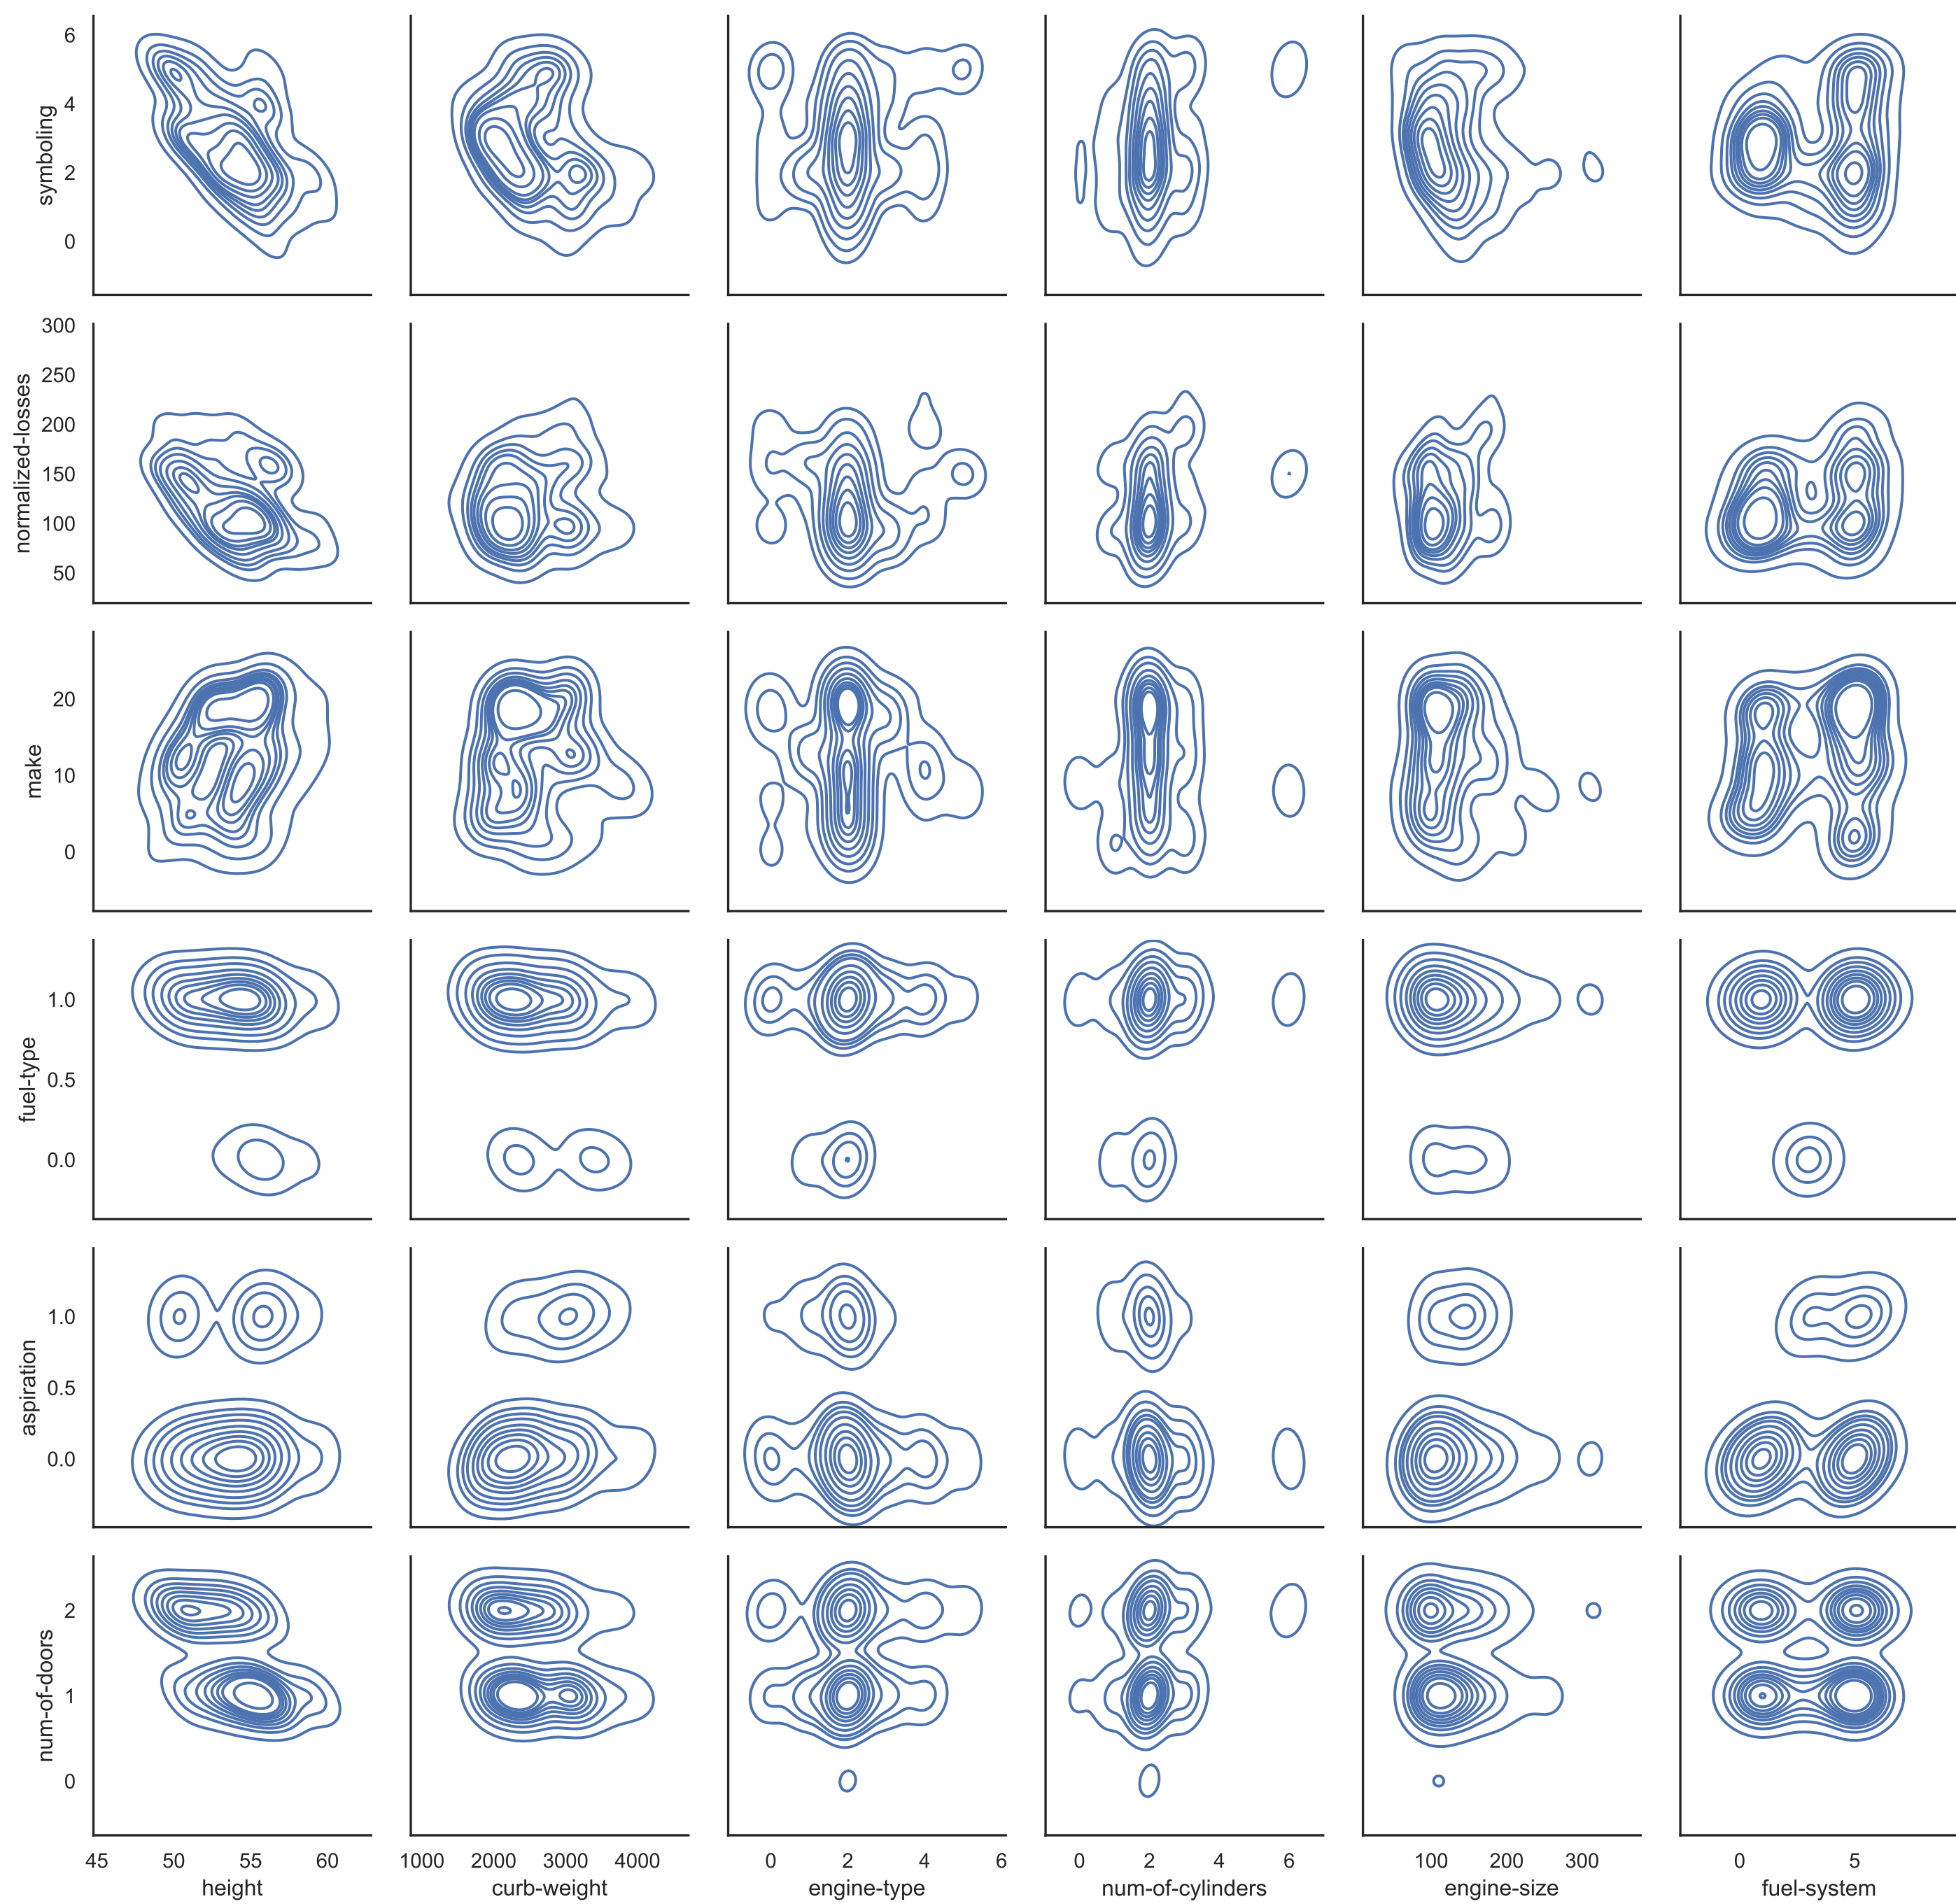 symboling
6
4
2
0
normalized-losses
300
250
200
150
100
50
make
20
10
0
fuel-type
1.0
0.5
0.0
aspiration
1.0
0.5
0.0
num-of-doors
2
1
0
45 50 55 60
1000 2000 3000 4000
0 2 4 6
0 2 4 6
100 200 300
0 5
height
curb-weight
engine-type
num-of-cylinders
engine-size
fuel-system